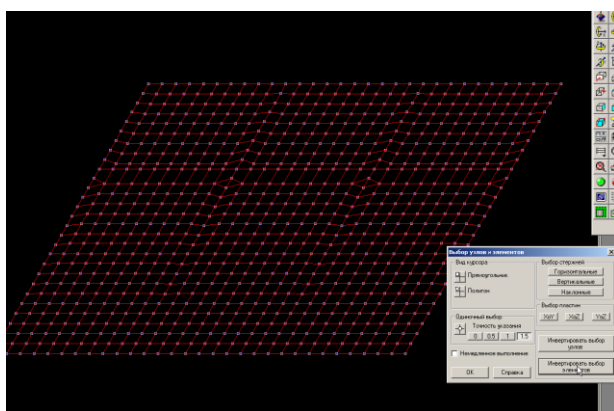 Выбор узлов и элементов
Вид курсора
Прямоугольник
Полигон
Одиночный выбор
Точность указания
0 0.5 1 1.5
Немедленное выполнение
OK Справка
Выбор стержней
Горизонтальные
Вертикальные
Наклонные
Выбор пластин
XoY XoZ YoZ
Инвертировать выбор
узлов
Инвертировать выбор
элементов